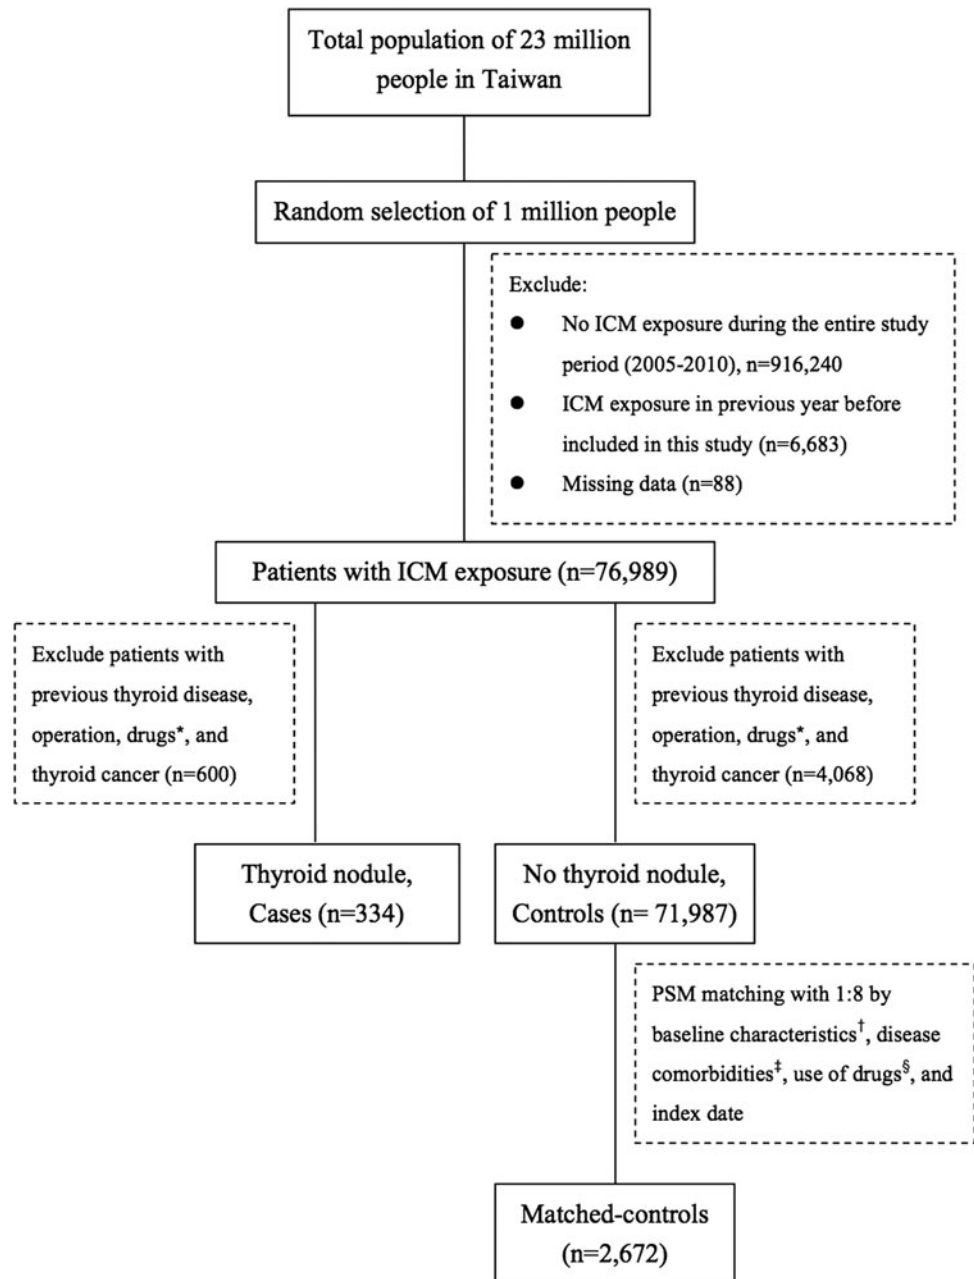 Total population of 23 million
people in Taiwan
Random selection of 1 million people
Exclude:
● No ICM exposure during the entire study
period (2005-2010), n=916,240
● ICM exposure in previous year before
included in this study (n=6,683)
● Missing data (n=88)
Patients with ICM exposure (n=76,989)
Exclude patients with
previous thyroid disease,
operation, drugs*, and
thyroid cancer (n=600)
Exclude patients with
previous thyroid disease,
operation, drugs*, and
thyroid cancer (n=4,068)
Thyroid nodule,
Cases (n=334)
No thyroid nodule,
Controls (n= 71,987)
PSM matching with 1:8 by
baseline characteristics†, disease
comorbidities‡, use of drugs§, and
index date
Matched-controls
(n=2,672)